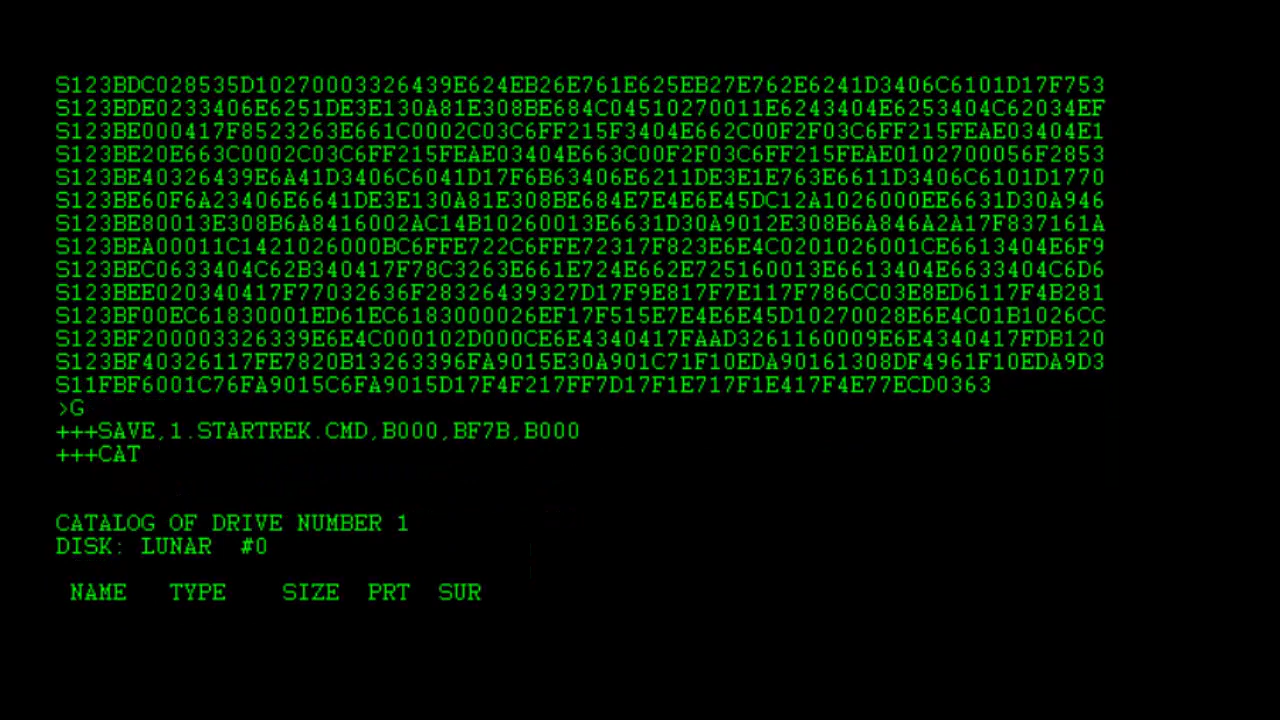 S123BDC028535D10270003326439E624EB26E761E625EB27E762E6241D3406C6101D17F753
S123BDE0233406E6251DE3E130A81E308BE684C04510270011E6243404E6253404C62034EF
S123BE000417F8523263E661C0002C03C6FF215F3404E662C00F2F03C6FF215FEAE03404E1
S123BE20E663C0002C03C6FF215FEAE03404E663C00F2F03C6FF215FEAE0102700056F2853
S123BE40326439E6A41D3406C6041D17F6B63406E6211DE3E1E763E6611D3406C6101D1770
S123BE60F6A23406E6641DE3E130A81E308BE684E7E4E6E45DC12A1026000EE6631D30A946
S123BE80013E308B6A8416002AC14B10260013E6631D30A9012E308B6A846A2A17F837161A
S123BEA00011C1421026000BC6FFE722C6FFE72317F823E6E4C0201026001CE6613404E6F9
S123BEC0633404C62B340417F78C3263E661E724E662E725160013E6613404E6633404C6D6
S123BEE020340417F77032636F28326439327D17F9E817F7E117F786CC03E8ED6117F4B281
S123BF00EC61830001ED61EC6183000026EF17F515E7E4E6E45D10270028E6E4C01B1026CC
S123BF200003326339E6E4C000102D000CE6E4340417FAAD3261160009E6E4340417FDB120
S123BF40326117FE7820B13263396FA9015E30A901C71F10EDA90161308DF4961F10EDA9D3
S11FBF6001C76FA9015C6FA9015D17F4F217FF7D17F1E717F1E417F4E77ECD0363
>G
+++SAVE,1.STARTREK.CMD,B000,BF7B,B000
+++CAT
CATALOG OF DRIVE NUMBER 1
DISK: LUNAR #0
NAME TYPE SIZE PRT SUR